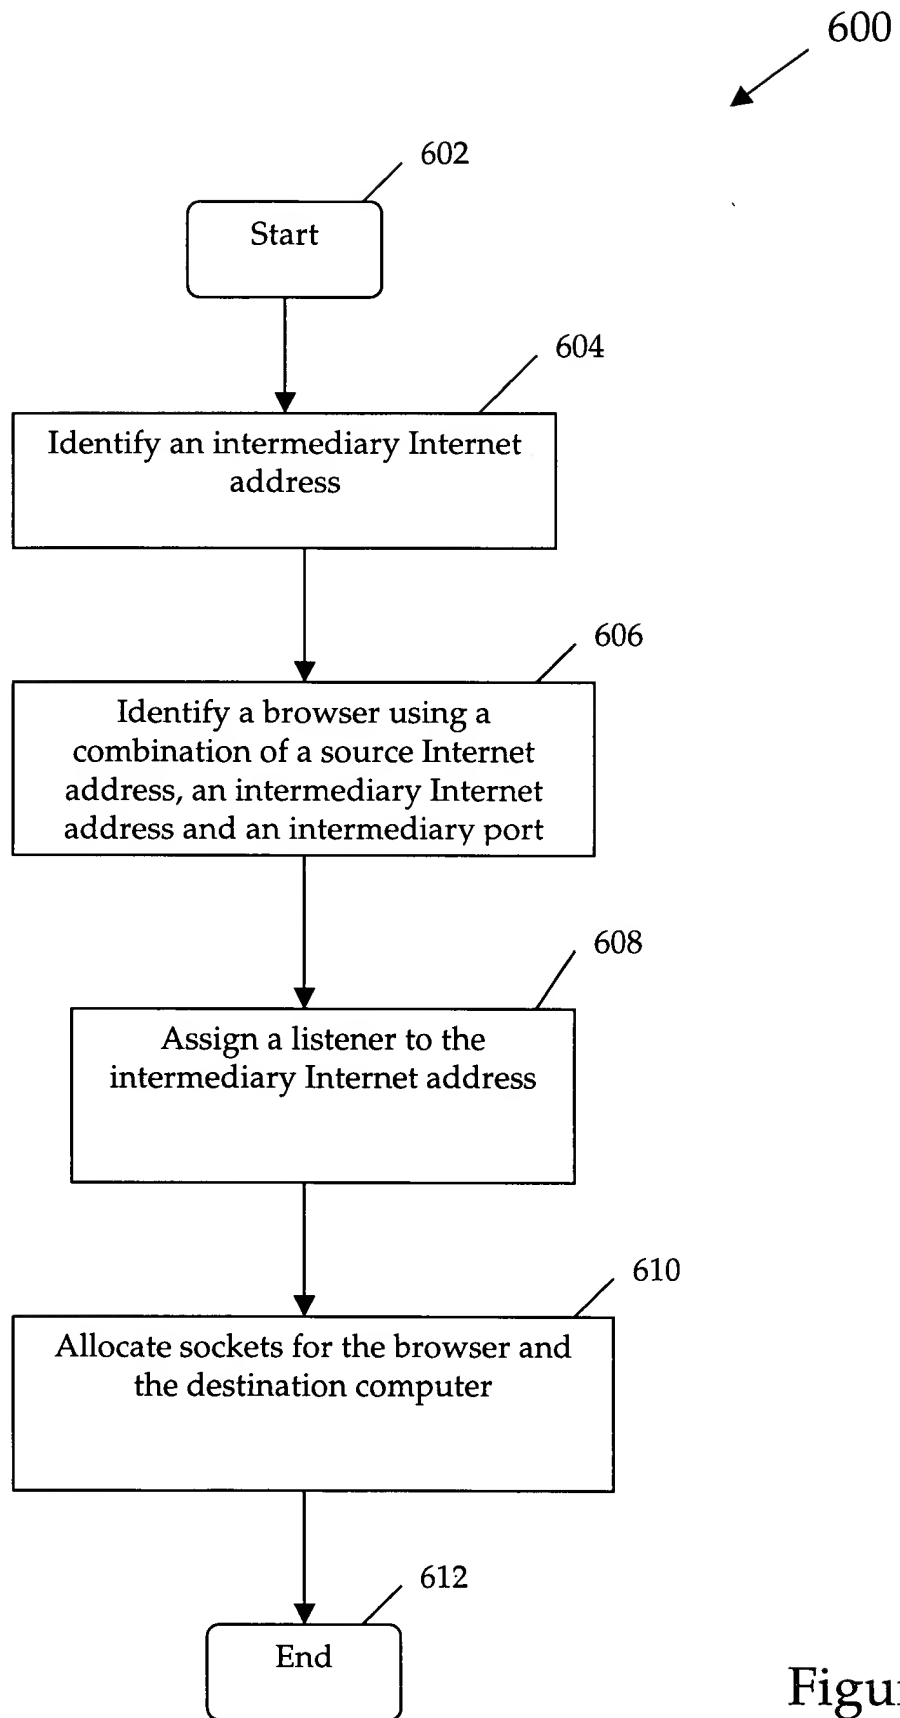 600
602
Start
604
Identify an intermediary Internet
address
606
Identify a browser using a
combination of a source Internet
address, an intermediary Internet
address and an intermediary port
608
Assign a listener to the
intermediary Internet address
610
Allocate sockets for the browser and
the destination computer
612
End